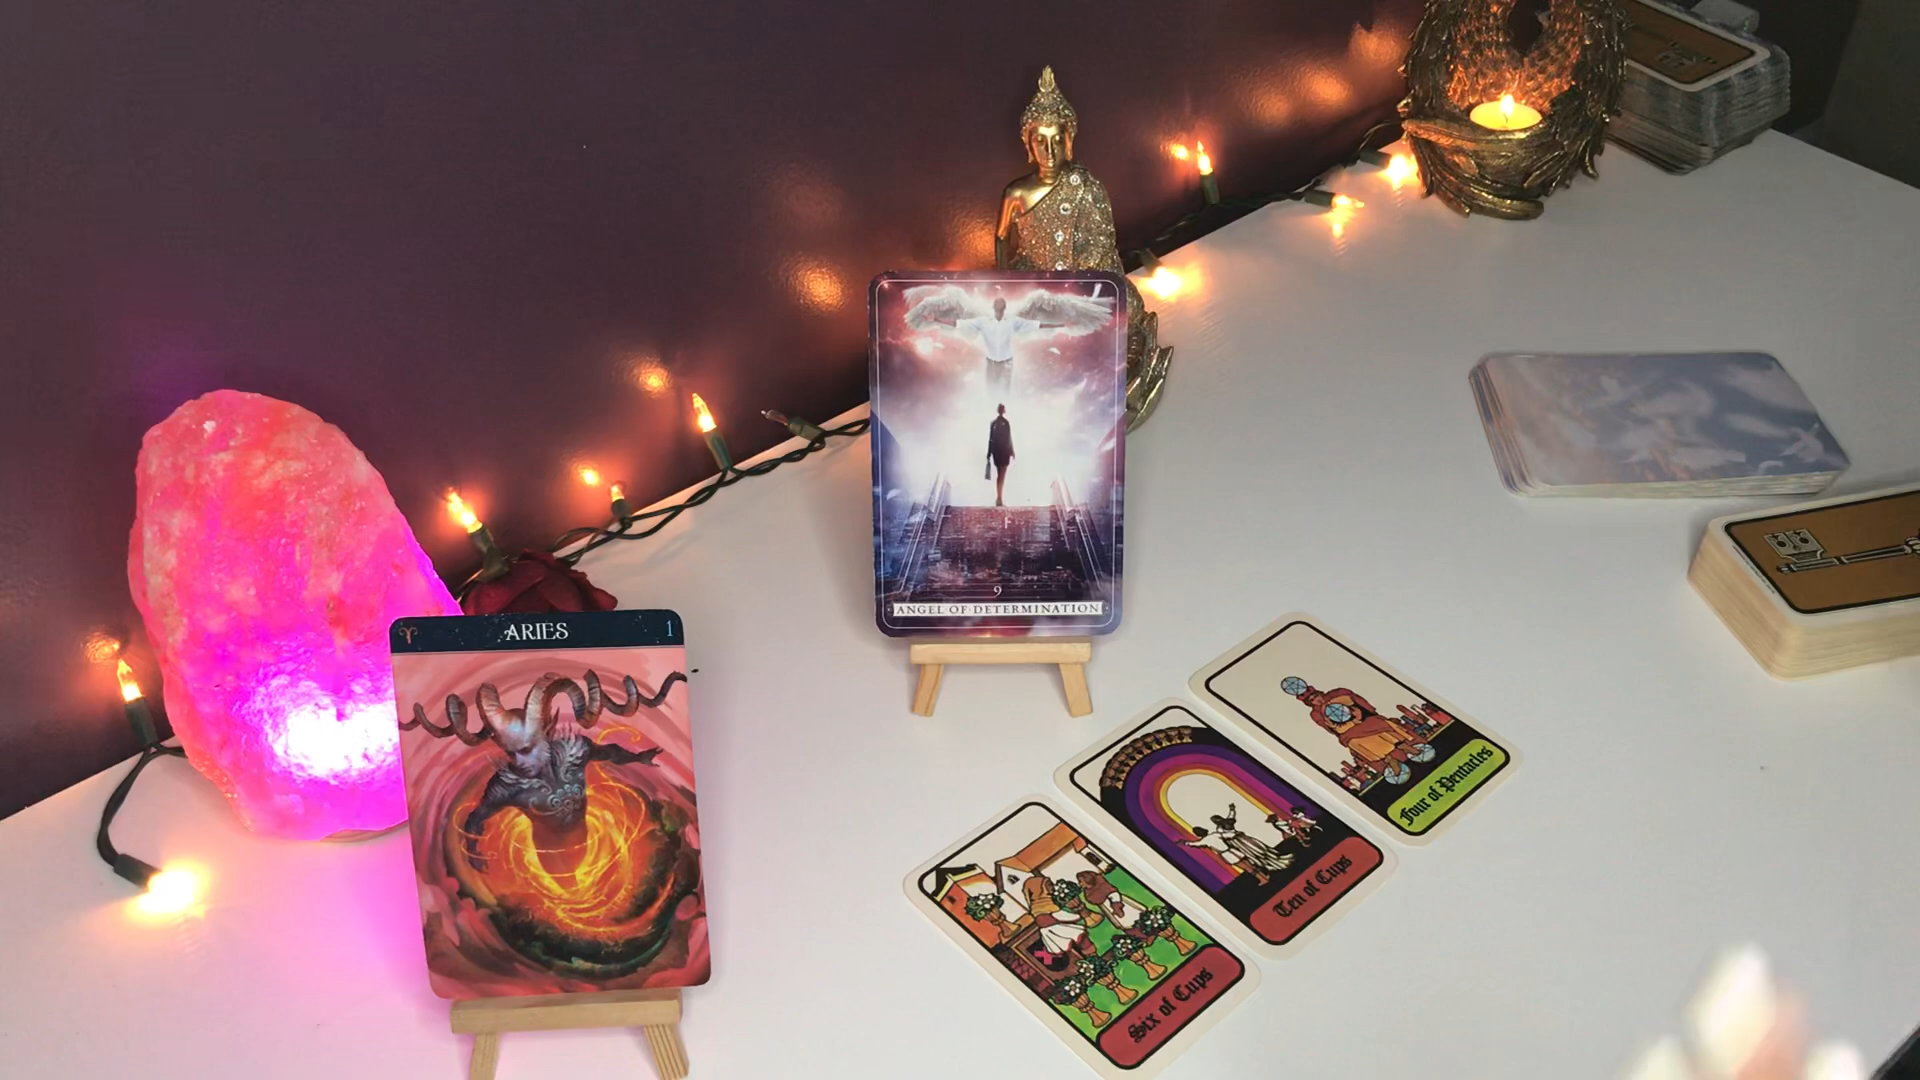 ARIES 1
9
ANGEL OF DETERMINATION
Six of Cups
Ten of Cups
Four of Pentacles